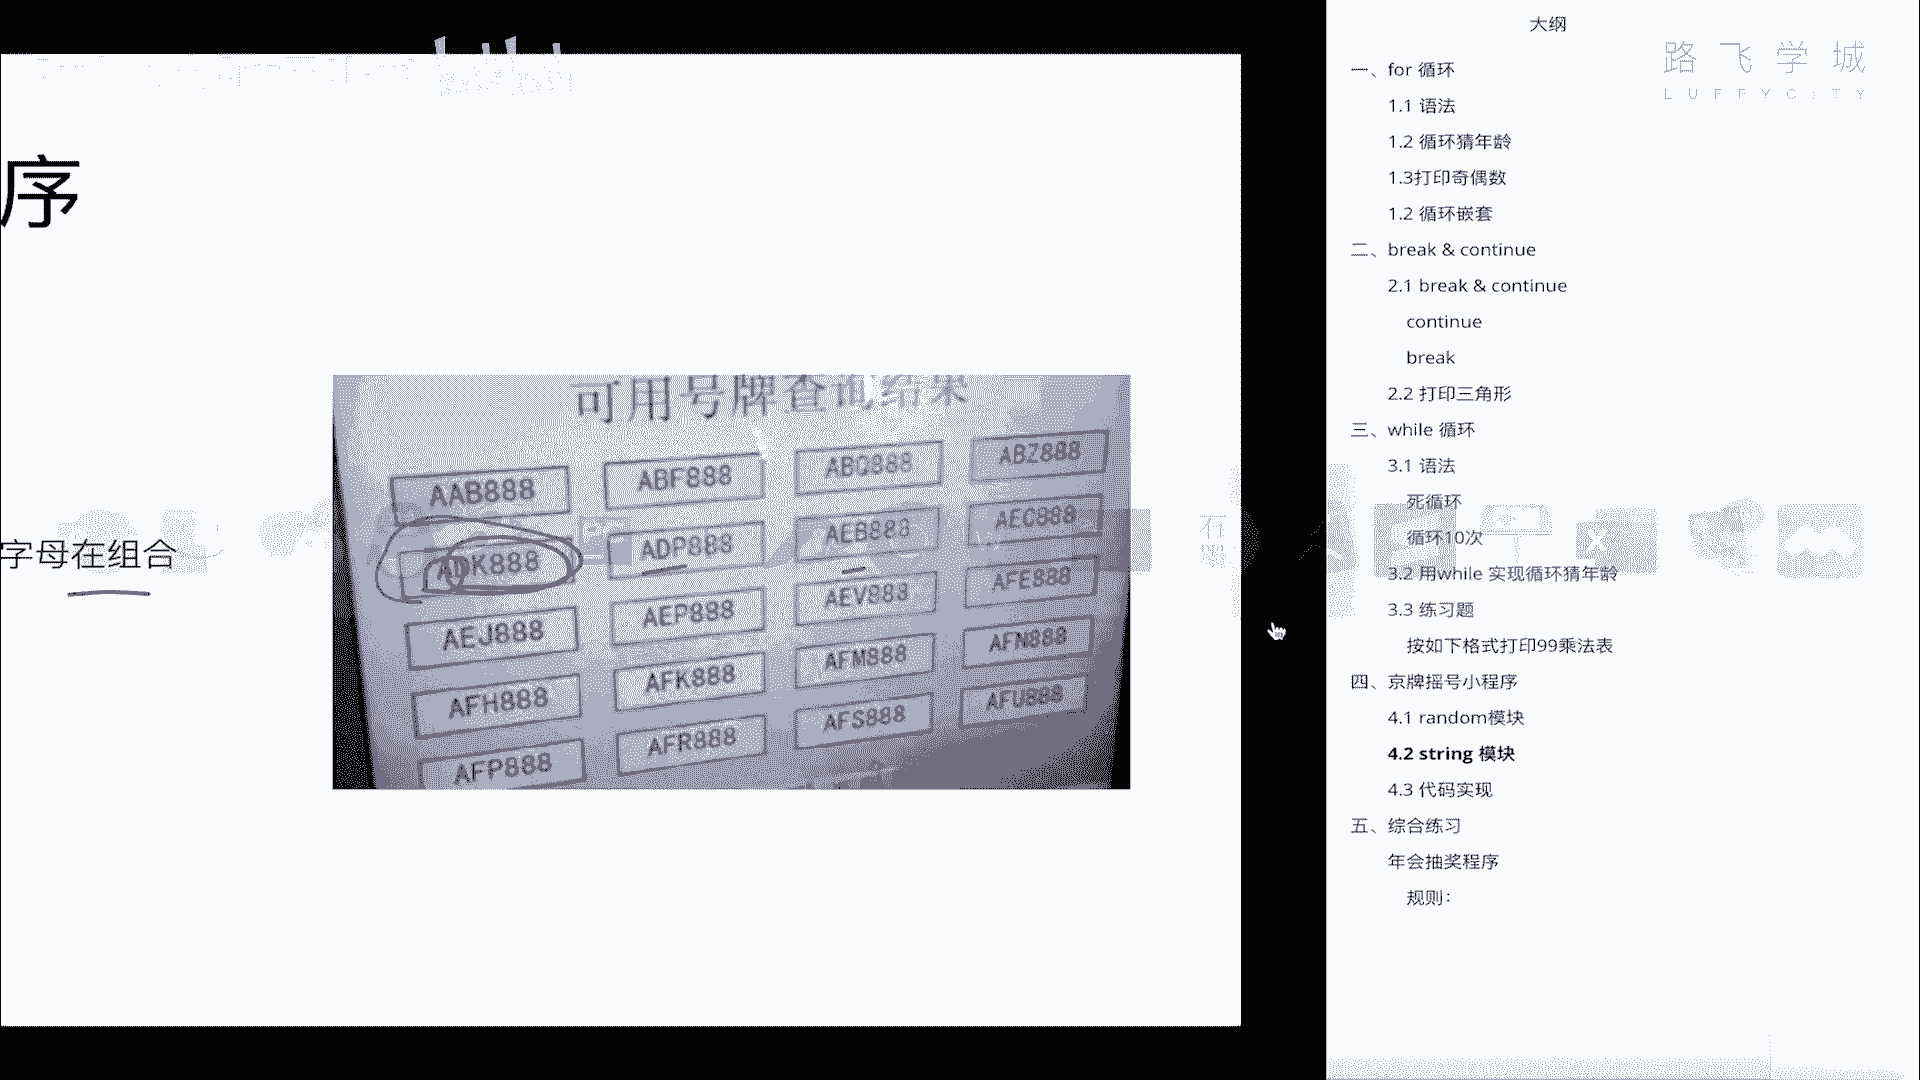 序
字母在组合
可用号牌查询结果
AAB888
ABF888
ABQ888
ABZ888
ADK888
ADP888
AEB888
AEC888
AEJ888
AEP888
AEV888
AFE888
AFH888
AFK888
AFM888
AFN888
AFP888
AFR888
AFS888
AFU888
石
墨
大纲
路飞学城
LUFFYCITY
一、for 循环
1.1 语法
1.2 循环猜年龄
1.3打印奇偶数
1.2 循环嵌套
二、break & continue
2.1 break & continue
continue
break
2.2 打印三角形
三、while 循环
3.1 语法
死循环
循环10次
3.2 用while 实现循环猜年龄
3.3 练习题
按如下格式打印99乘法表
四、京牌摇号小程序
4.1 random模块
4.2 string 模块
4.3 代码实现
五、综合练习
年会抽奖程序
规则：